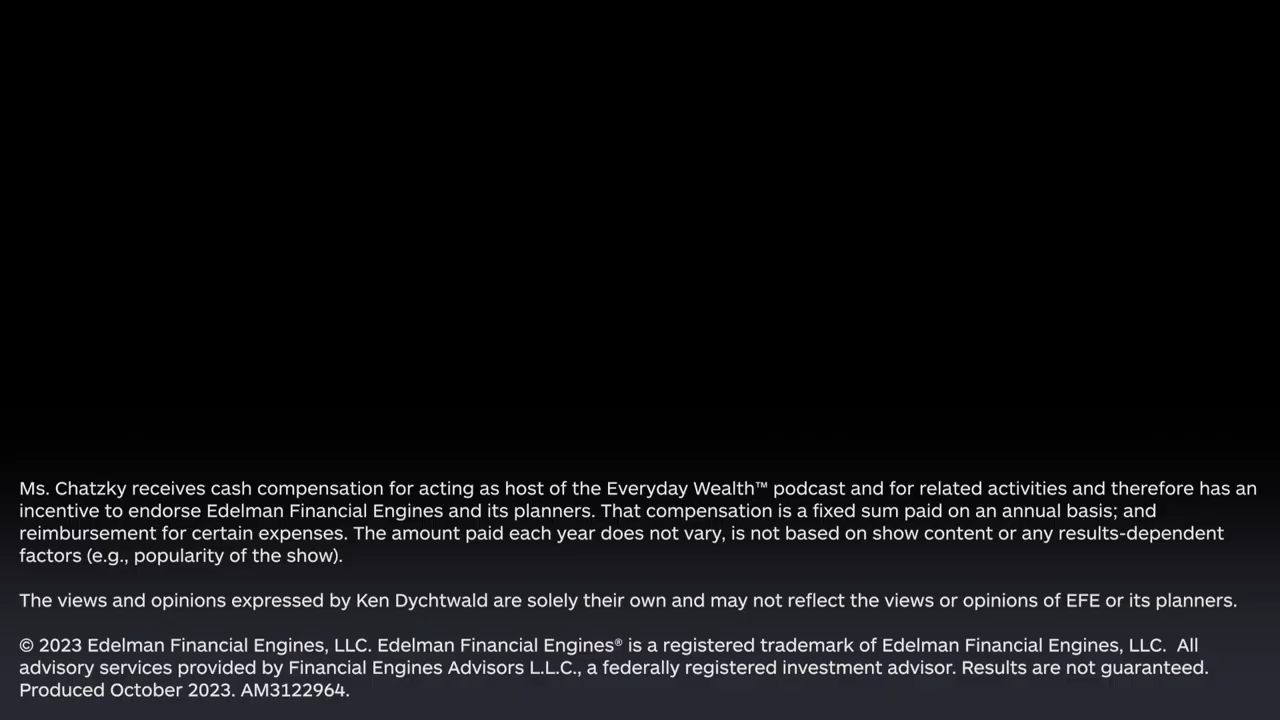 Ms. Chatzky receives cash compensation for acting as host of the Everyday Wealth™ podcast and for related activities and therefore has an
incentive to endorse Edelman Financial Engines and its planners. That compensation is a fixed sum paid on an annual basis; and
reimbursement for certain expenses. The amount paid each year does not vary, is not based on show content or any results-dependent
factors (e.g., popularity of the show).
The views and opinions expressed by Ken Dychtwald are solely their own and may not reflect the views or opinions of EFE or its planners.
© 2023 Edelman Financial Engines, LLC. Edelman Financial Engines® is a registered trademark of Edelman Financial Engines, LLC.  All
advisory services provided by Financial Engines Advisors L.L.C., a federally registered investment advisor. Results are not guaranteed.
Produced October 2023. AM3122964.